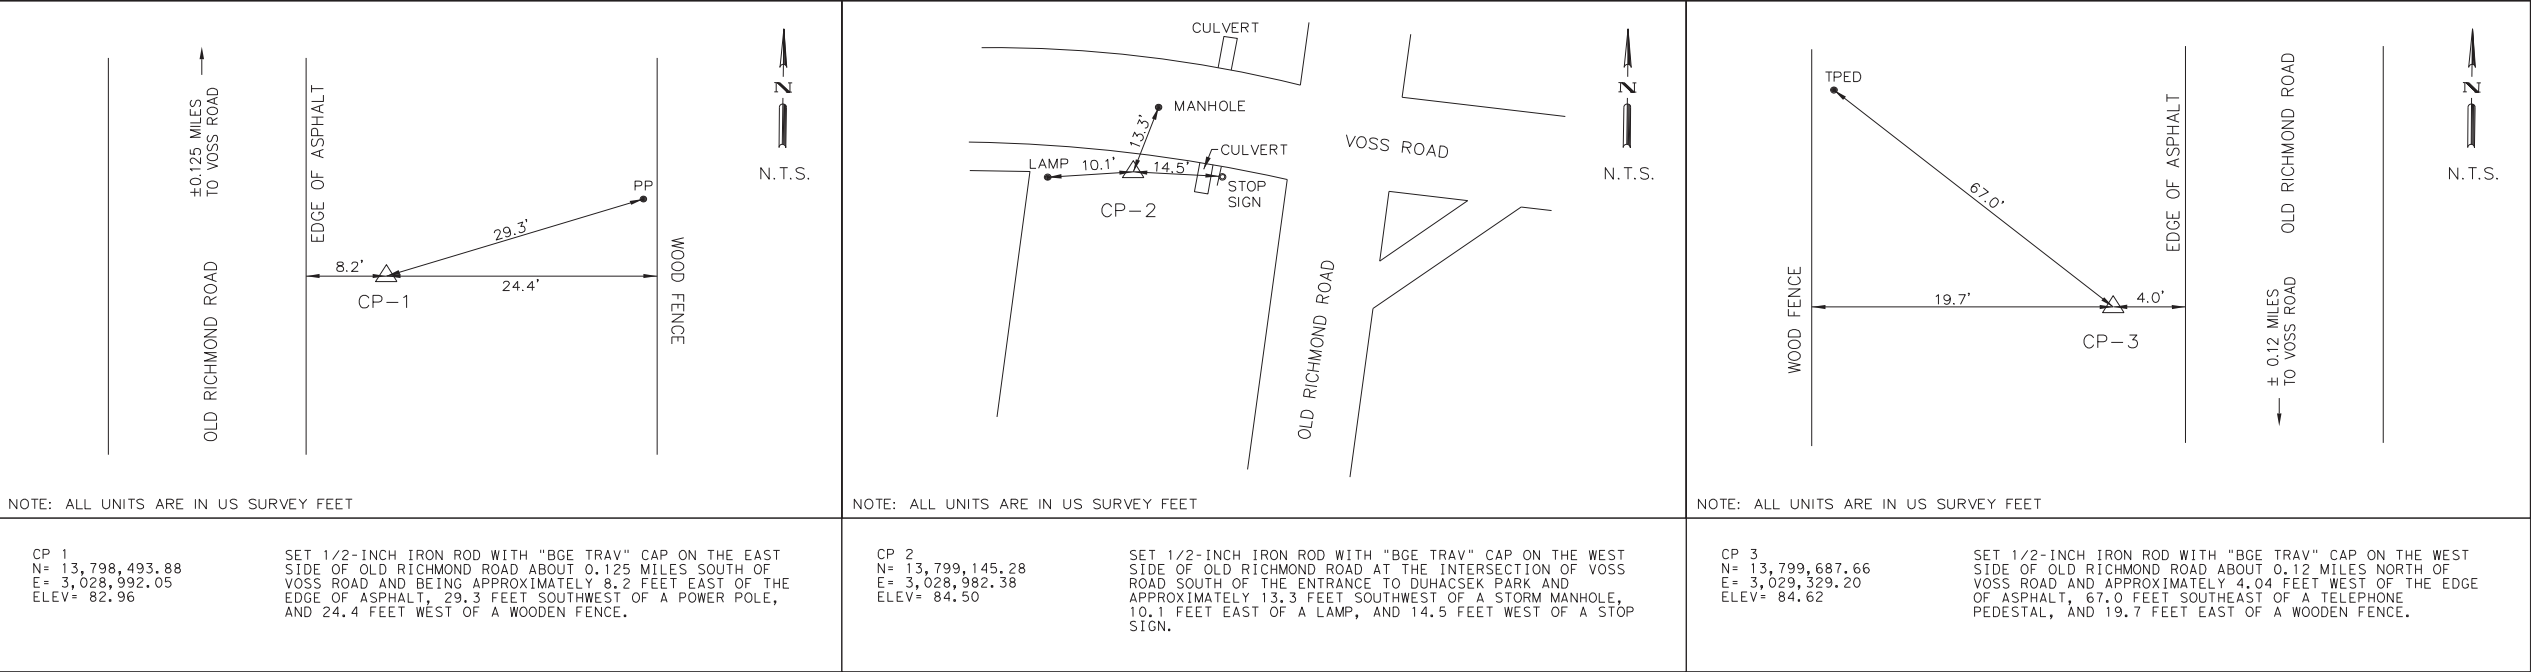 ±0.125 MILES
TO VOSS ROAD
OLD RICHMOND ROAD
EDGE OF ASPHALT
8.2'
CP-1
29.3'
24.4'
PP
WOOD FENCE
N
N.T.S.
NOTE: ALL UNITS ARE IN US SURVEY FEET
CP 1
N= 13,798,493.88
E= 3,028,992.05
ELEV= 82.96
SET 1/2-INCH IRON ROD WITH "BGE TRAV" CAP ON THE EAST
SIDE OF OLD RICHMOND ROAD ABOUT 0.125 MILES SOUTH OF
VOSS ROAD AND BEING APPROXIMATELY 8.2 FEET EAST OF THE
EDGE OF ASPHALT, 29.3 FEET SOUTHWEST OF A POWER POLE,
AND 24.4 FEET WEST OF A WOODEN FENCE.
CULVERT
MANHOLE
13.3'
LAMP
10.1'
14.5'
CULVERT
STOP
SIGN
CP-2
VOSS ROAD
OLD RICHMOND ROAD
N
N.T.S.
NOTE: ALL UNITS ARE IN US SURVEY FEET
CP 2
N= 13,799,145.28
E= 3,028,982.38
ELEV= 84.50
SET 1/2-INCH IRON ROD WITH "BGE TRAV" CAP ON THE WEST
SIDE OF OLD RICHMOND ROAD AT THE INTERSECTION OF VOSS
ROAD SOUTH OF THE ENTRANCE TO DUHACSEK PARK AND
APPROXIMATELY 13.3 FEET SOUTHWEST OF A STORM MANHOLE,
10.1 FEET EAST OF A LAMP, AND 14.5 FEET WEST OF A STOP
SIGN.
TPED
67.0'
WOOD FENCE
19.7'
4.0'
CP-3
EDGE OF ASPHALT
OLD RICHMOND ROAD
± 0.12 MILES
TO VOSS ROAD
N
N.T.S.
NOTE: ALL UNITS ARE IN US SURVEY FEET
CP 3
N= 13,799,687.66
E= 3,029,329.20
ELEV= 84.62
SET 1/2-INCH IRON ROD WITH "BGE TRAV" CAP ON THE WEST
SIDE OF OLD RICHMOND ROAD ABOUT 0.12 MILES NORTH OF
VOSS ROAD AND APPROXIMATELY 4.04 FEET WEST OF THE EDGE
OF ASPHALT, 67.0 FEET SOUTHEAST OF A TELEPHONE
PEDESTAL, AND 19.7 FEET EAST OF A WOODEN FENCE.